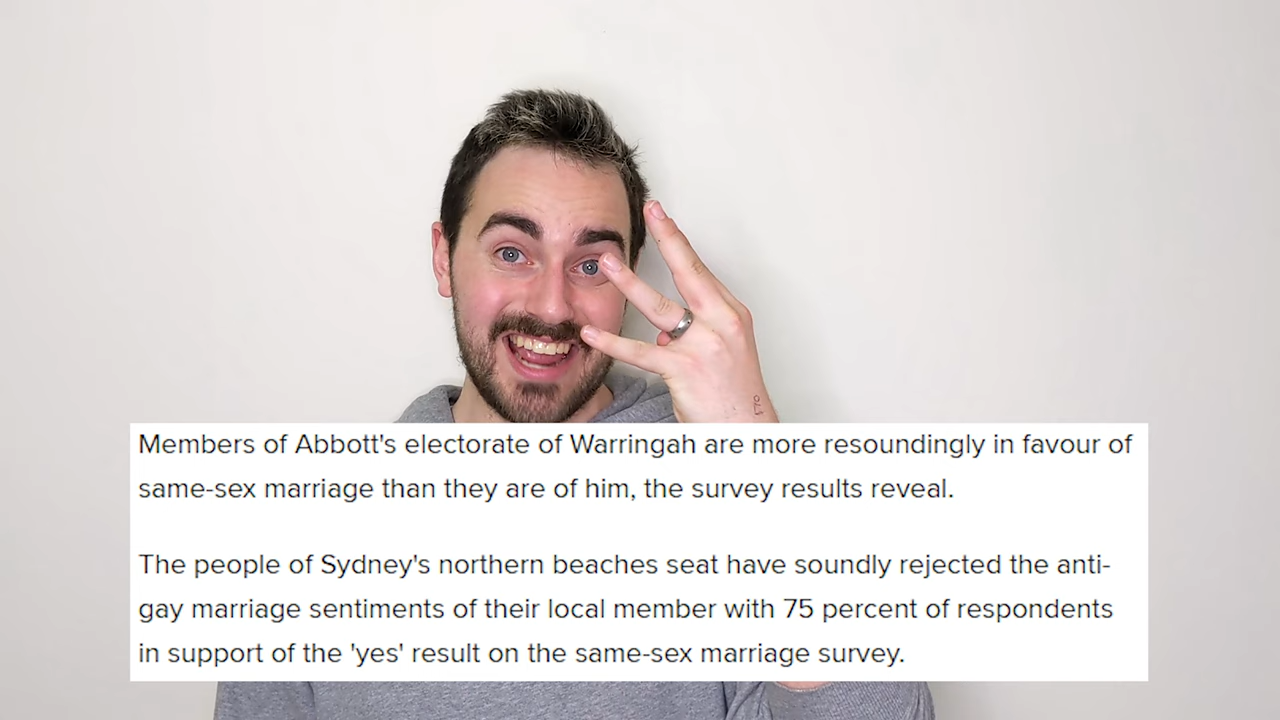 Members of Abbott's electorate of Warringah are more resoundingly in favour of
same-sex marriage than they are of him, the survey results reveal.
The people of Sydney's northern beaches seat have soundly rejected the anti-
gay marriage sentiments of their local member with 75 percent of respondents
in support of the 'yes' result on the same-sex marriage survey.